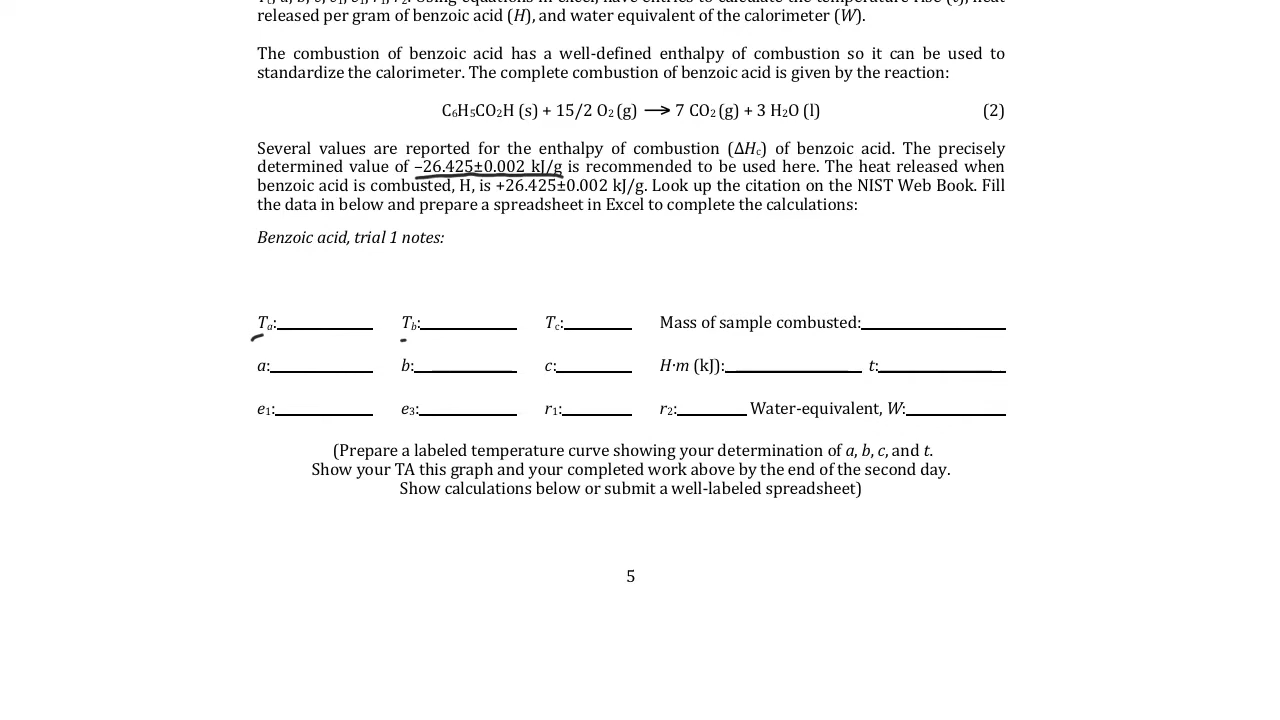 released per gram of benzoic acid (H), and water equivalent of the calorimeter (W).
The combustion of benzoic acid has a well-defined enthalpy of combustion so it can be used to
standardize the calorimeter. The complete combustion of benzoic acid is given by the reaction:
C₆H₅CO₂H (s) + 15/2 O₂ (g) ⟶ 7 CO₂ (g) + 3 H₂O (l) (2)
Several values are reported for the enthalpy of combustion (ΔHc) of benzoic acid. The precisely
determined value of –26.425±0.002 kJ/g is recommended to be used here. The heat released when
benzoic acid is combusted, H, is +26.425±0.002 kJ/g. Look up the citation on the NIST Web Book. Fill
the data in below and prepare a spreadsheet in Excel to complete the calculations:
Benzoic acid, trial 1 notes:
Ta: Tb: Tc: Mass of sample combusted:
a: b: c: H·m (kJ): t:
e₁: e₃: r₁: r₂: Water-equivalent, W:
(Prepare a labeled temperature curve showing your determination of a, b, c, and t.
Show your TA this graph and your completed work above by the end of the second day.
Show calculations below or submit a well-labeled spreadsheet)
5